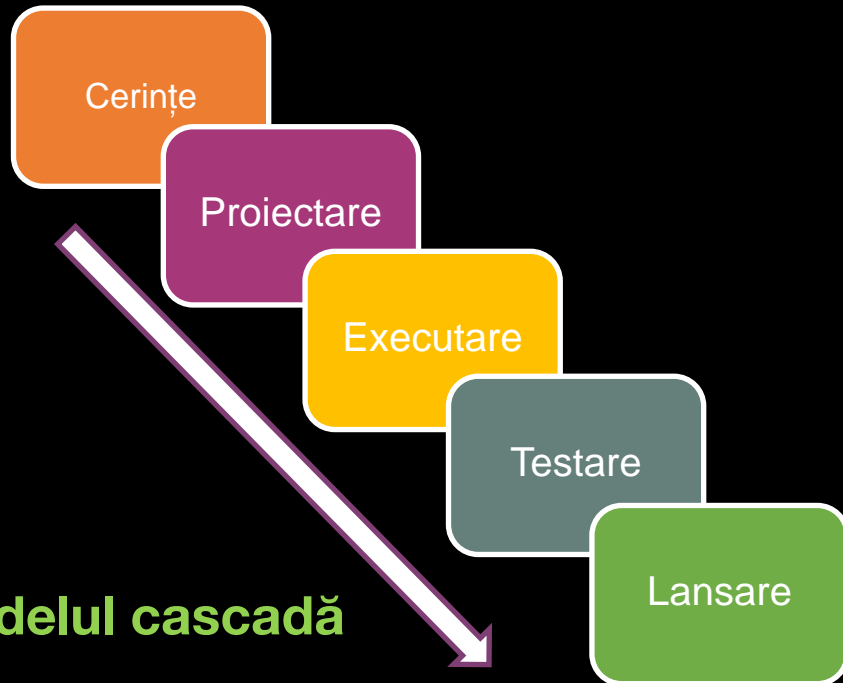 Cerințe
Proiectare
Executare
Testare
Lansare
delul cascadă